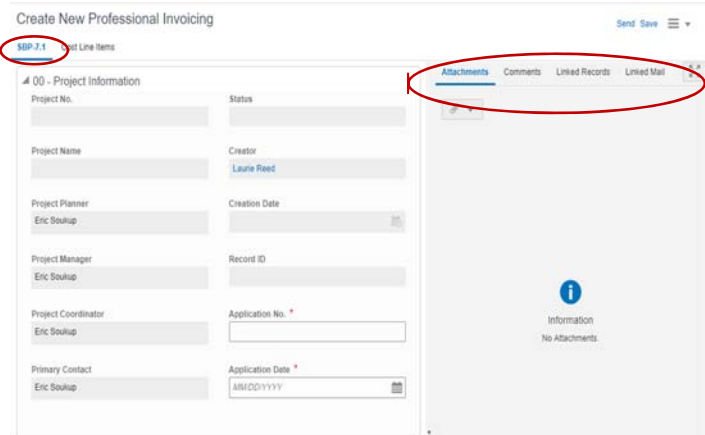 Create New Professional Invoicing
Send Save
SBP-7.1 Cost Line Items
Attachments Comments Linked Records Linked Mail
00 - Project Information
Project No. Status
Project Name Creator
Laurie Reed
Project Planner Creation Date
Eric Soukup
Project Manager Record ID
Eric Soukup
Project Coordinator Application No. *
Eric Soukup
Primary Contact Application Date *
Eric Soukup MM/DD/YYYY
Information
No Attachments.